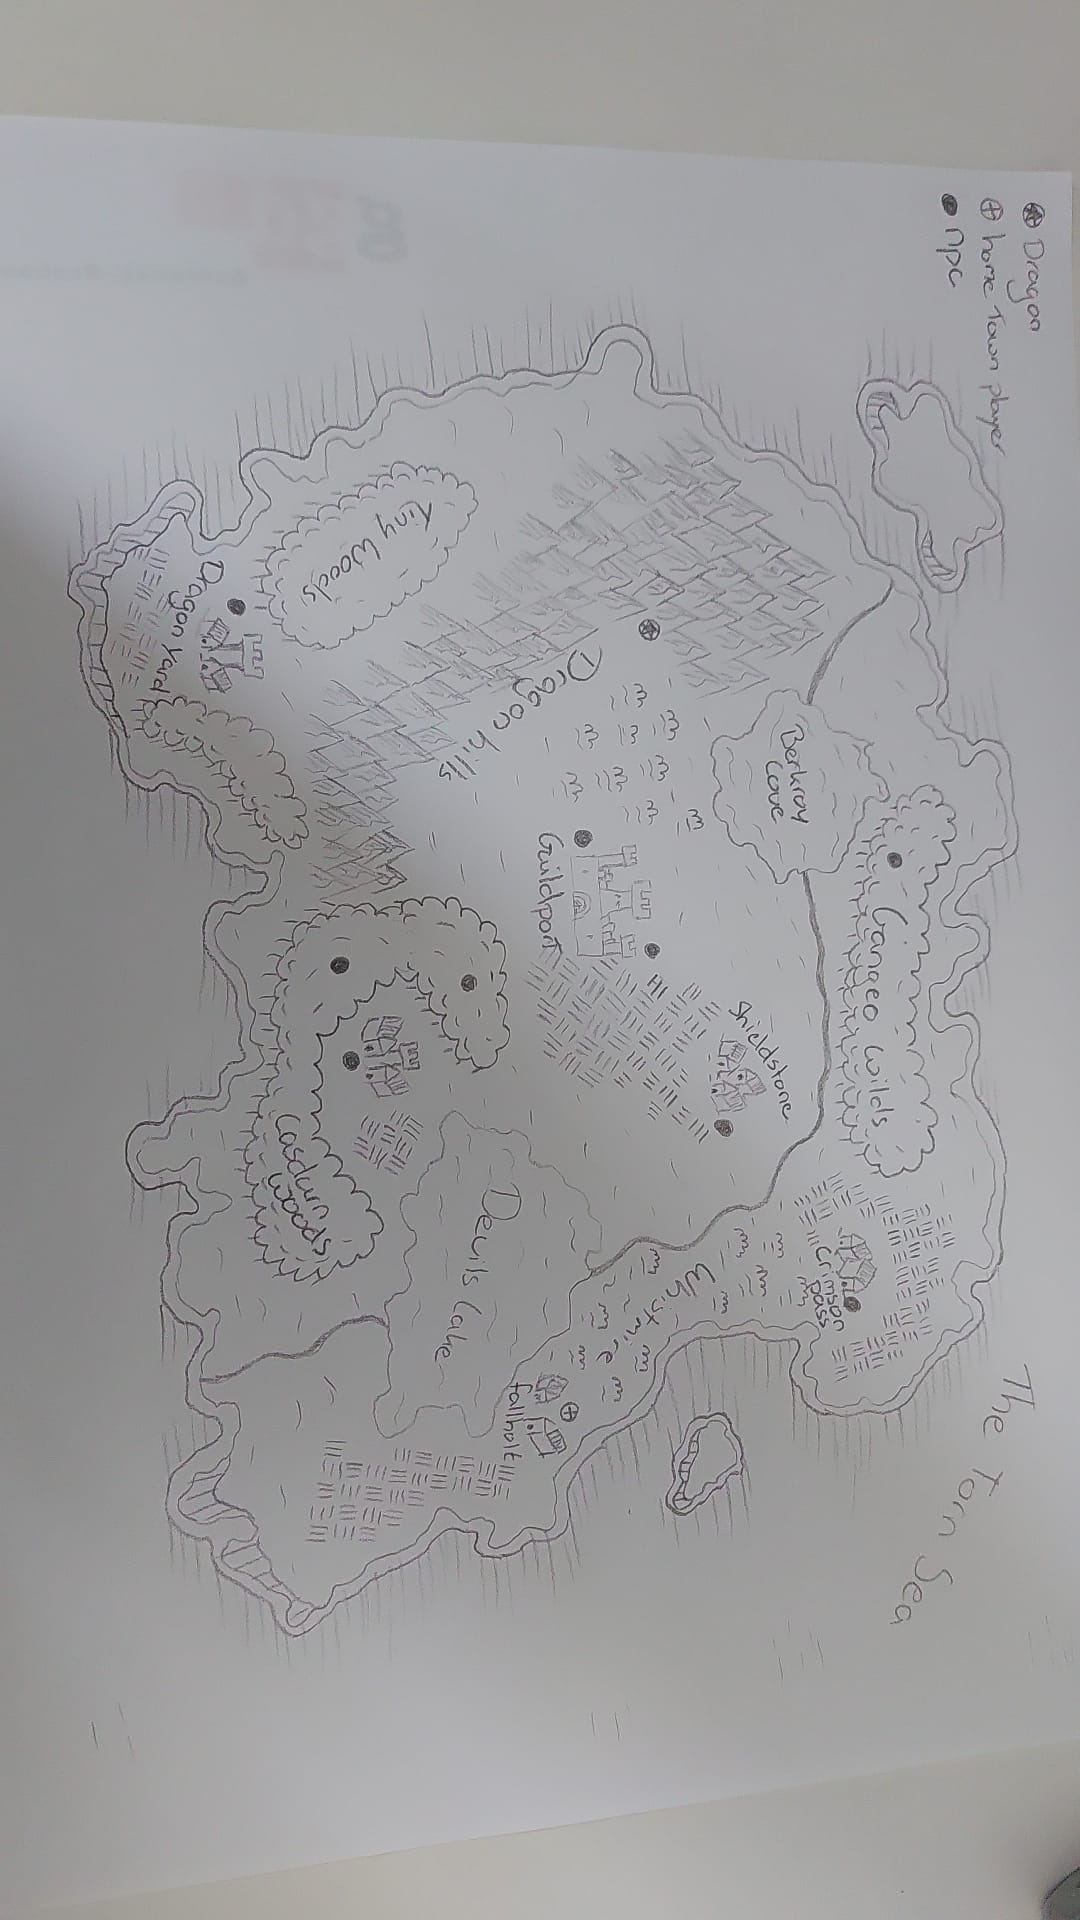 Dragon
home Town player
npc
The Torn Sea
Gangeo wilds
Crimson
pass
Berkroy
Cove
Shieldstone
Whistmire
Guildport
Dragon hills
fallholt
Devils Lake
Tiny Woods
Casdurn
woods
Dragon Yard